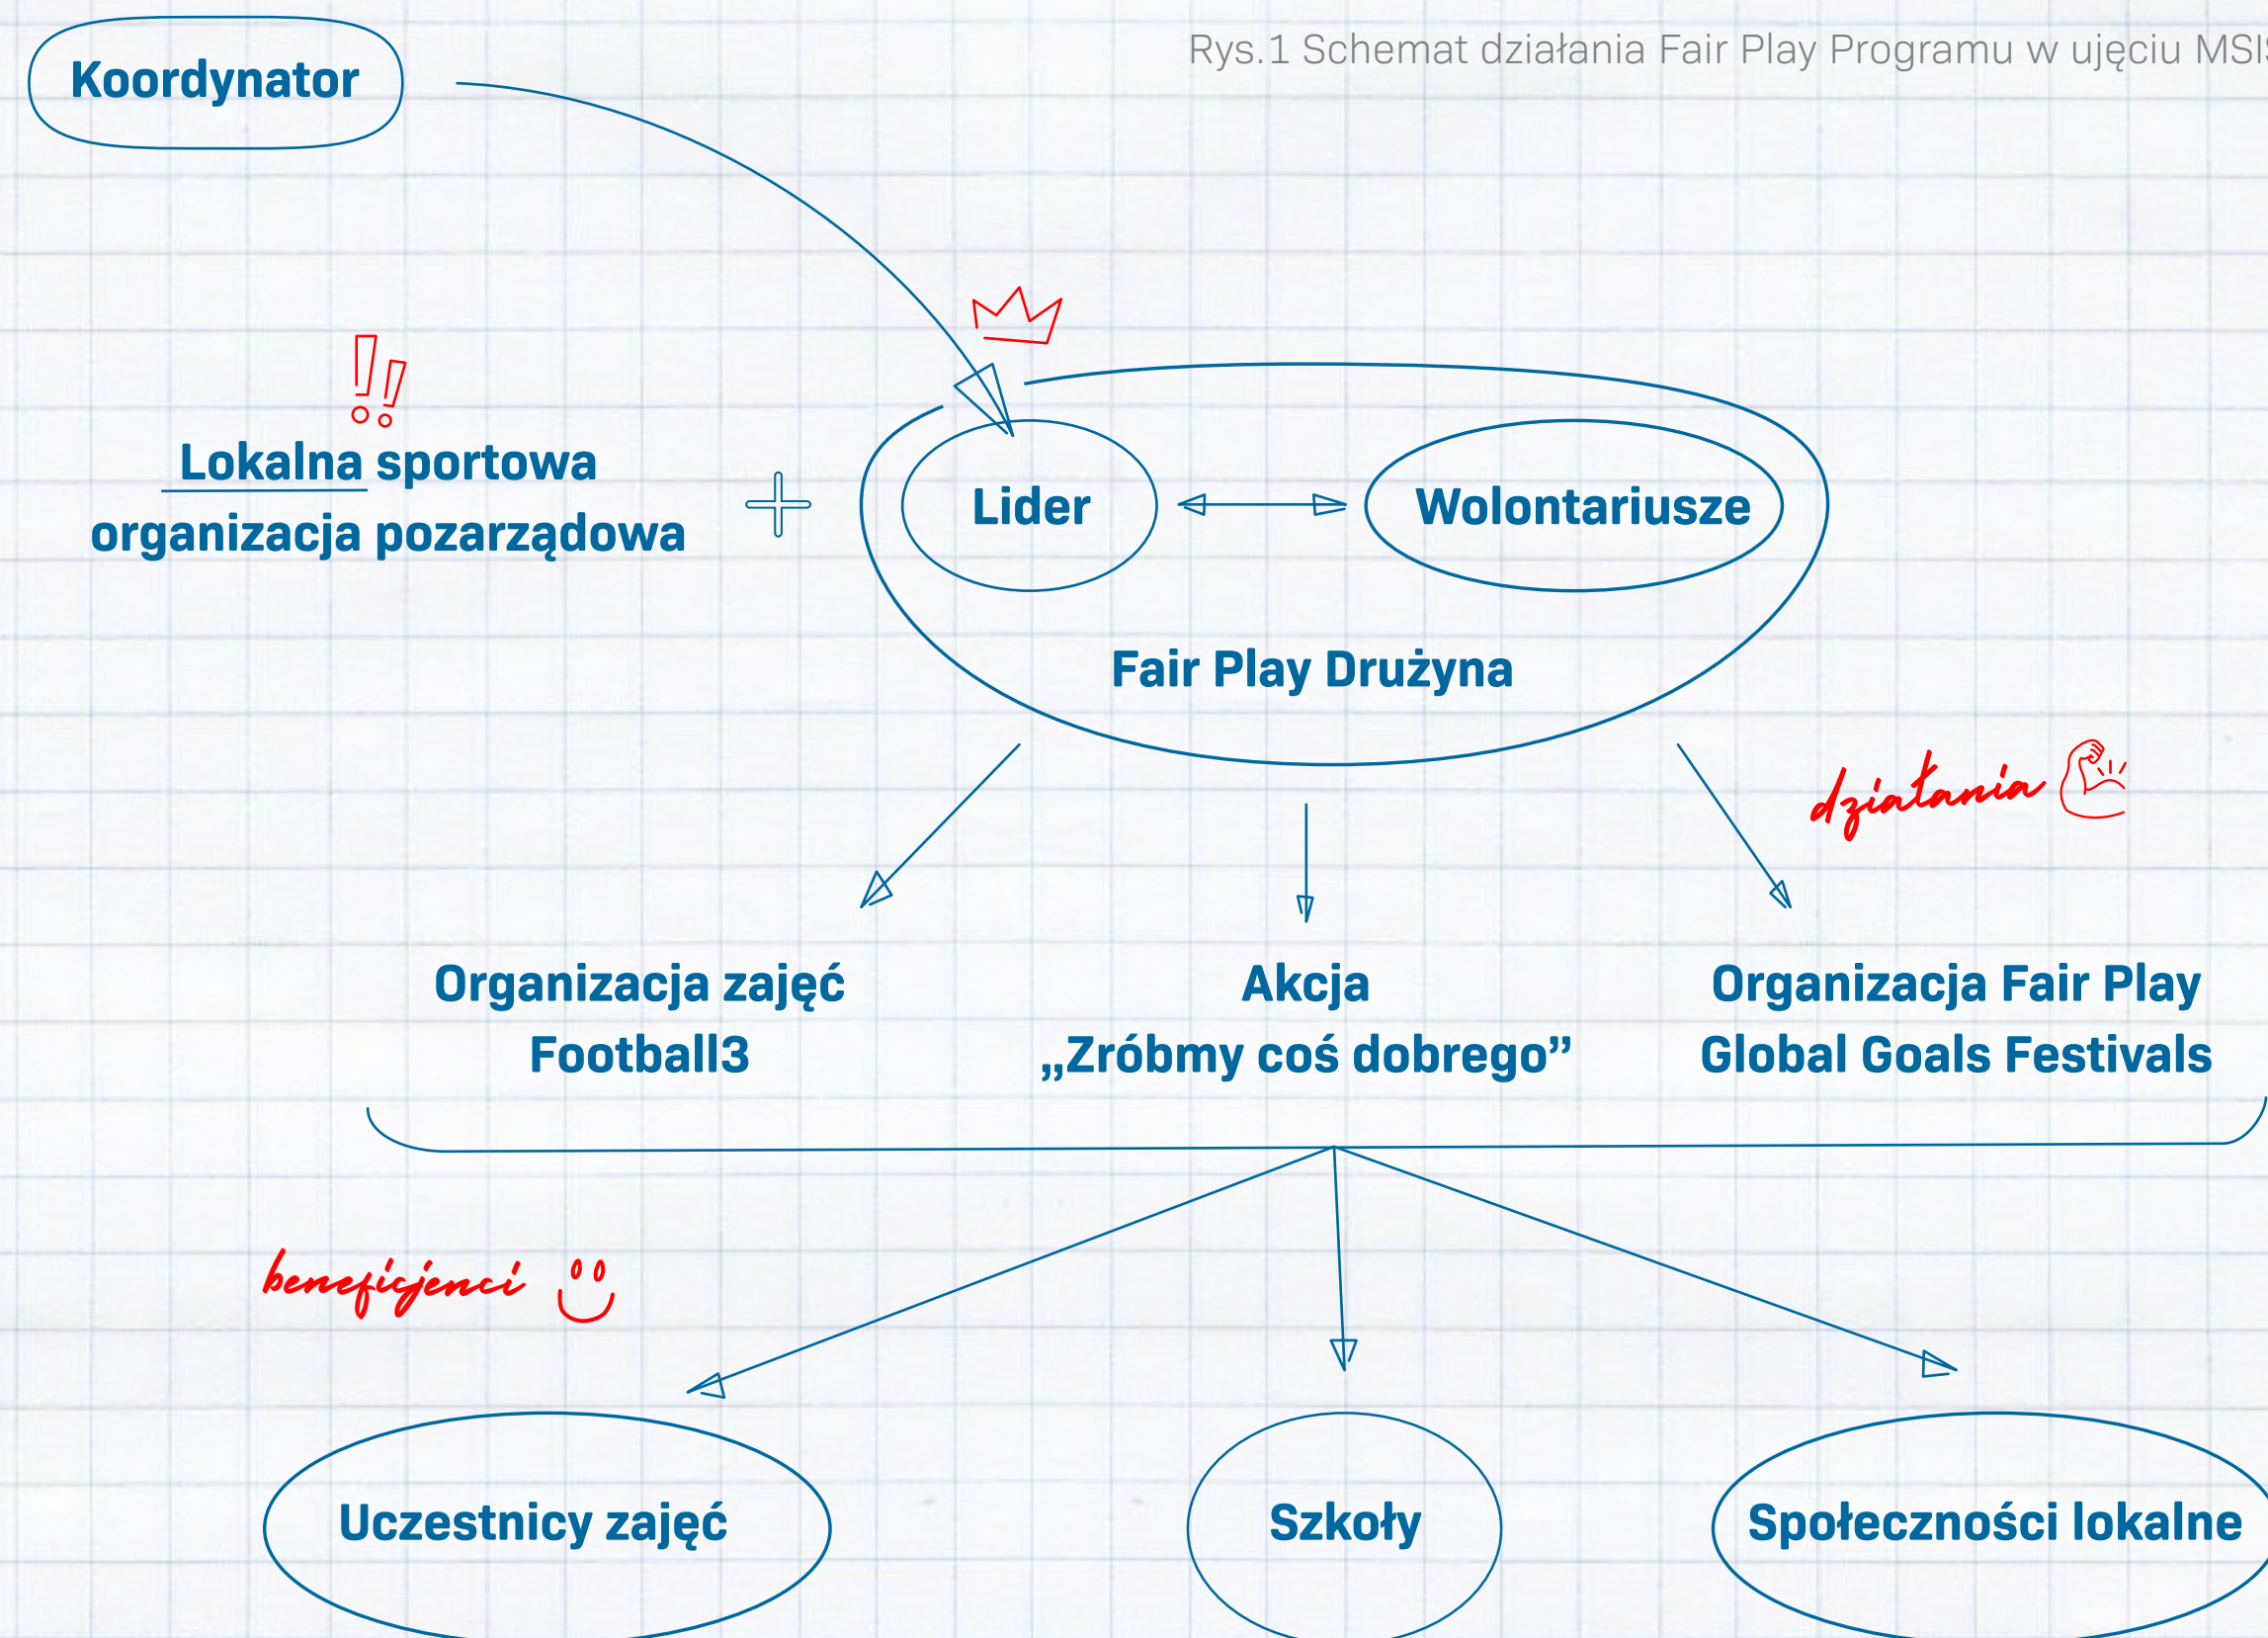 Rys.1 Schemat działania Fair Play Programu w ujęciu
Koordynator
Lokalna sportowa
organizacja pozarządowa
Lider
Wolontariusze
Fair Play Drużyna
działania
Organizacja zajęć
Football3
Akcja
„Zróbmy coś dobrego”
Organizacja Fair Play
Global Goals Festivals
beneficjenci
Uczestnicy zajęć
Szkoły
Społeczności lokalne